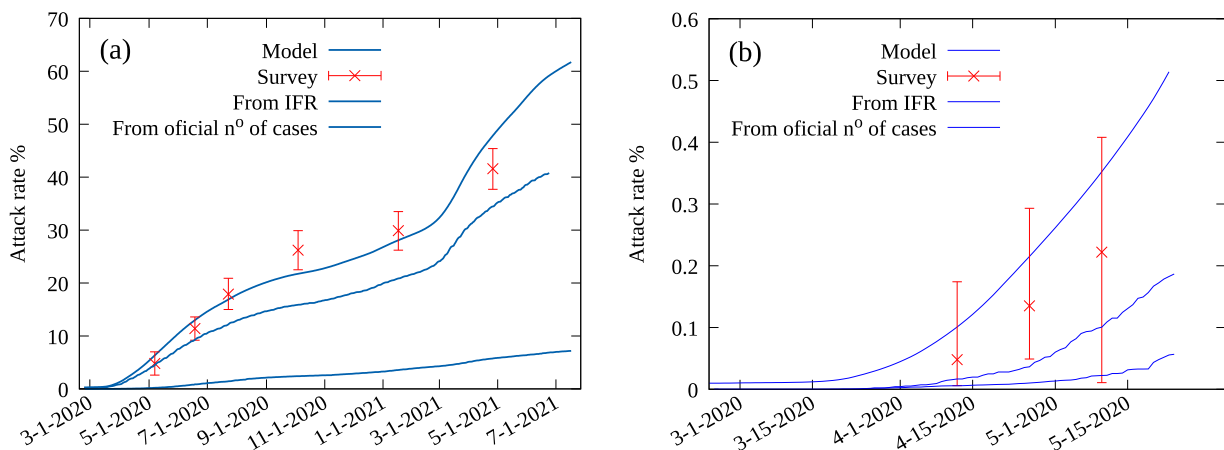 (a)
Model
Survey
From IFR
From oficial nº of cases
Attack rate %
70
60
50
40
30
20
10
0
3-1-2020
5-1-2020
7-1-2020
9-1-2020
11-1-2020
1-1-2021
3-1-2021
5-1-2021
7-1-2021
(b)
Model
Survey
From IFR
From oficial nº of cases
Attack rate %
0.6
0.5
0.4
0.3
0.2
0.1
0
3-1-2020
3-15-2020
4-1-2020
4-15-2020
5-1-2020
5-15-2020